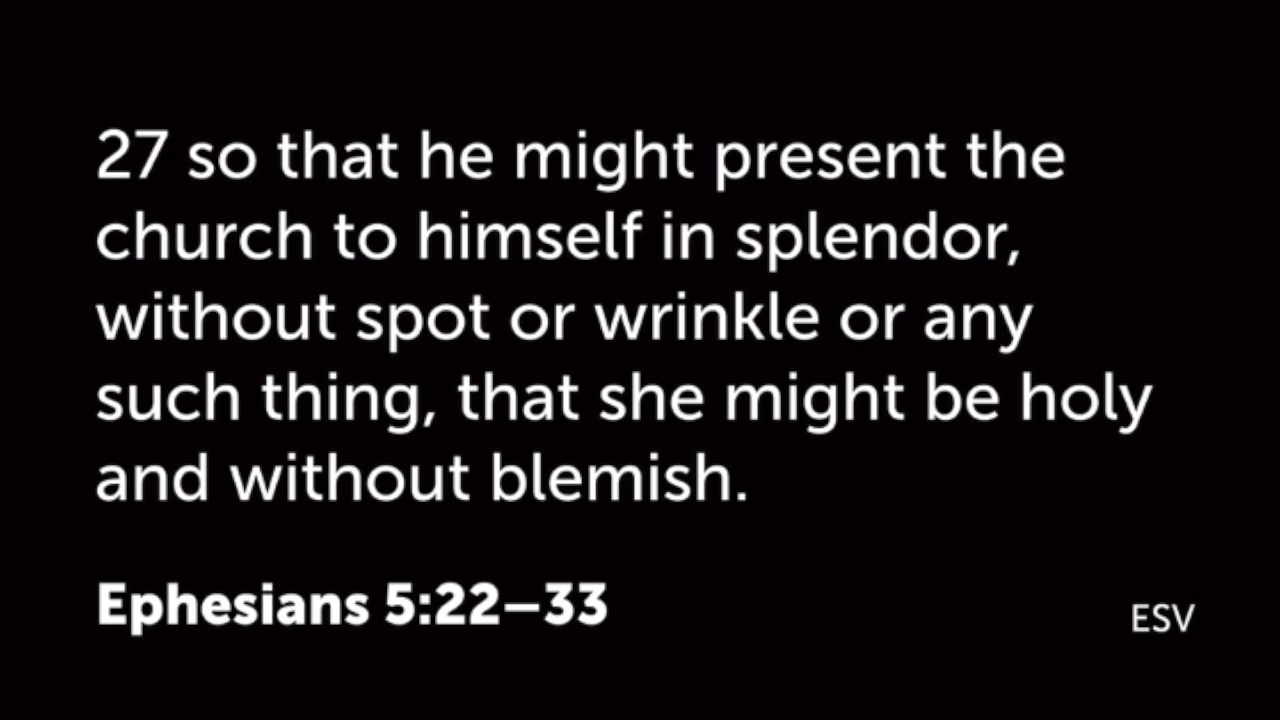 27 so that he might present the
church to himself in splendor,
without spot or wrinkle or any
such thing, that she might be holy
and without blemish.
Ephesians 5:22–33
ESV